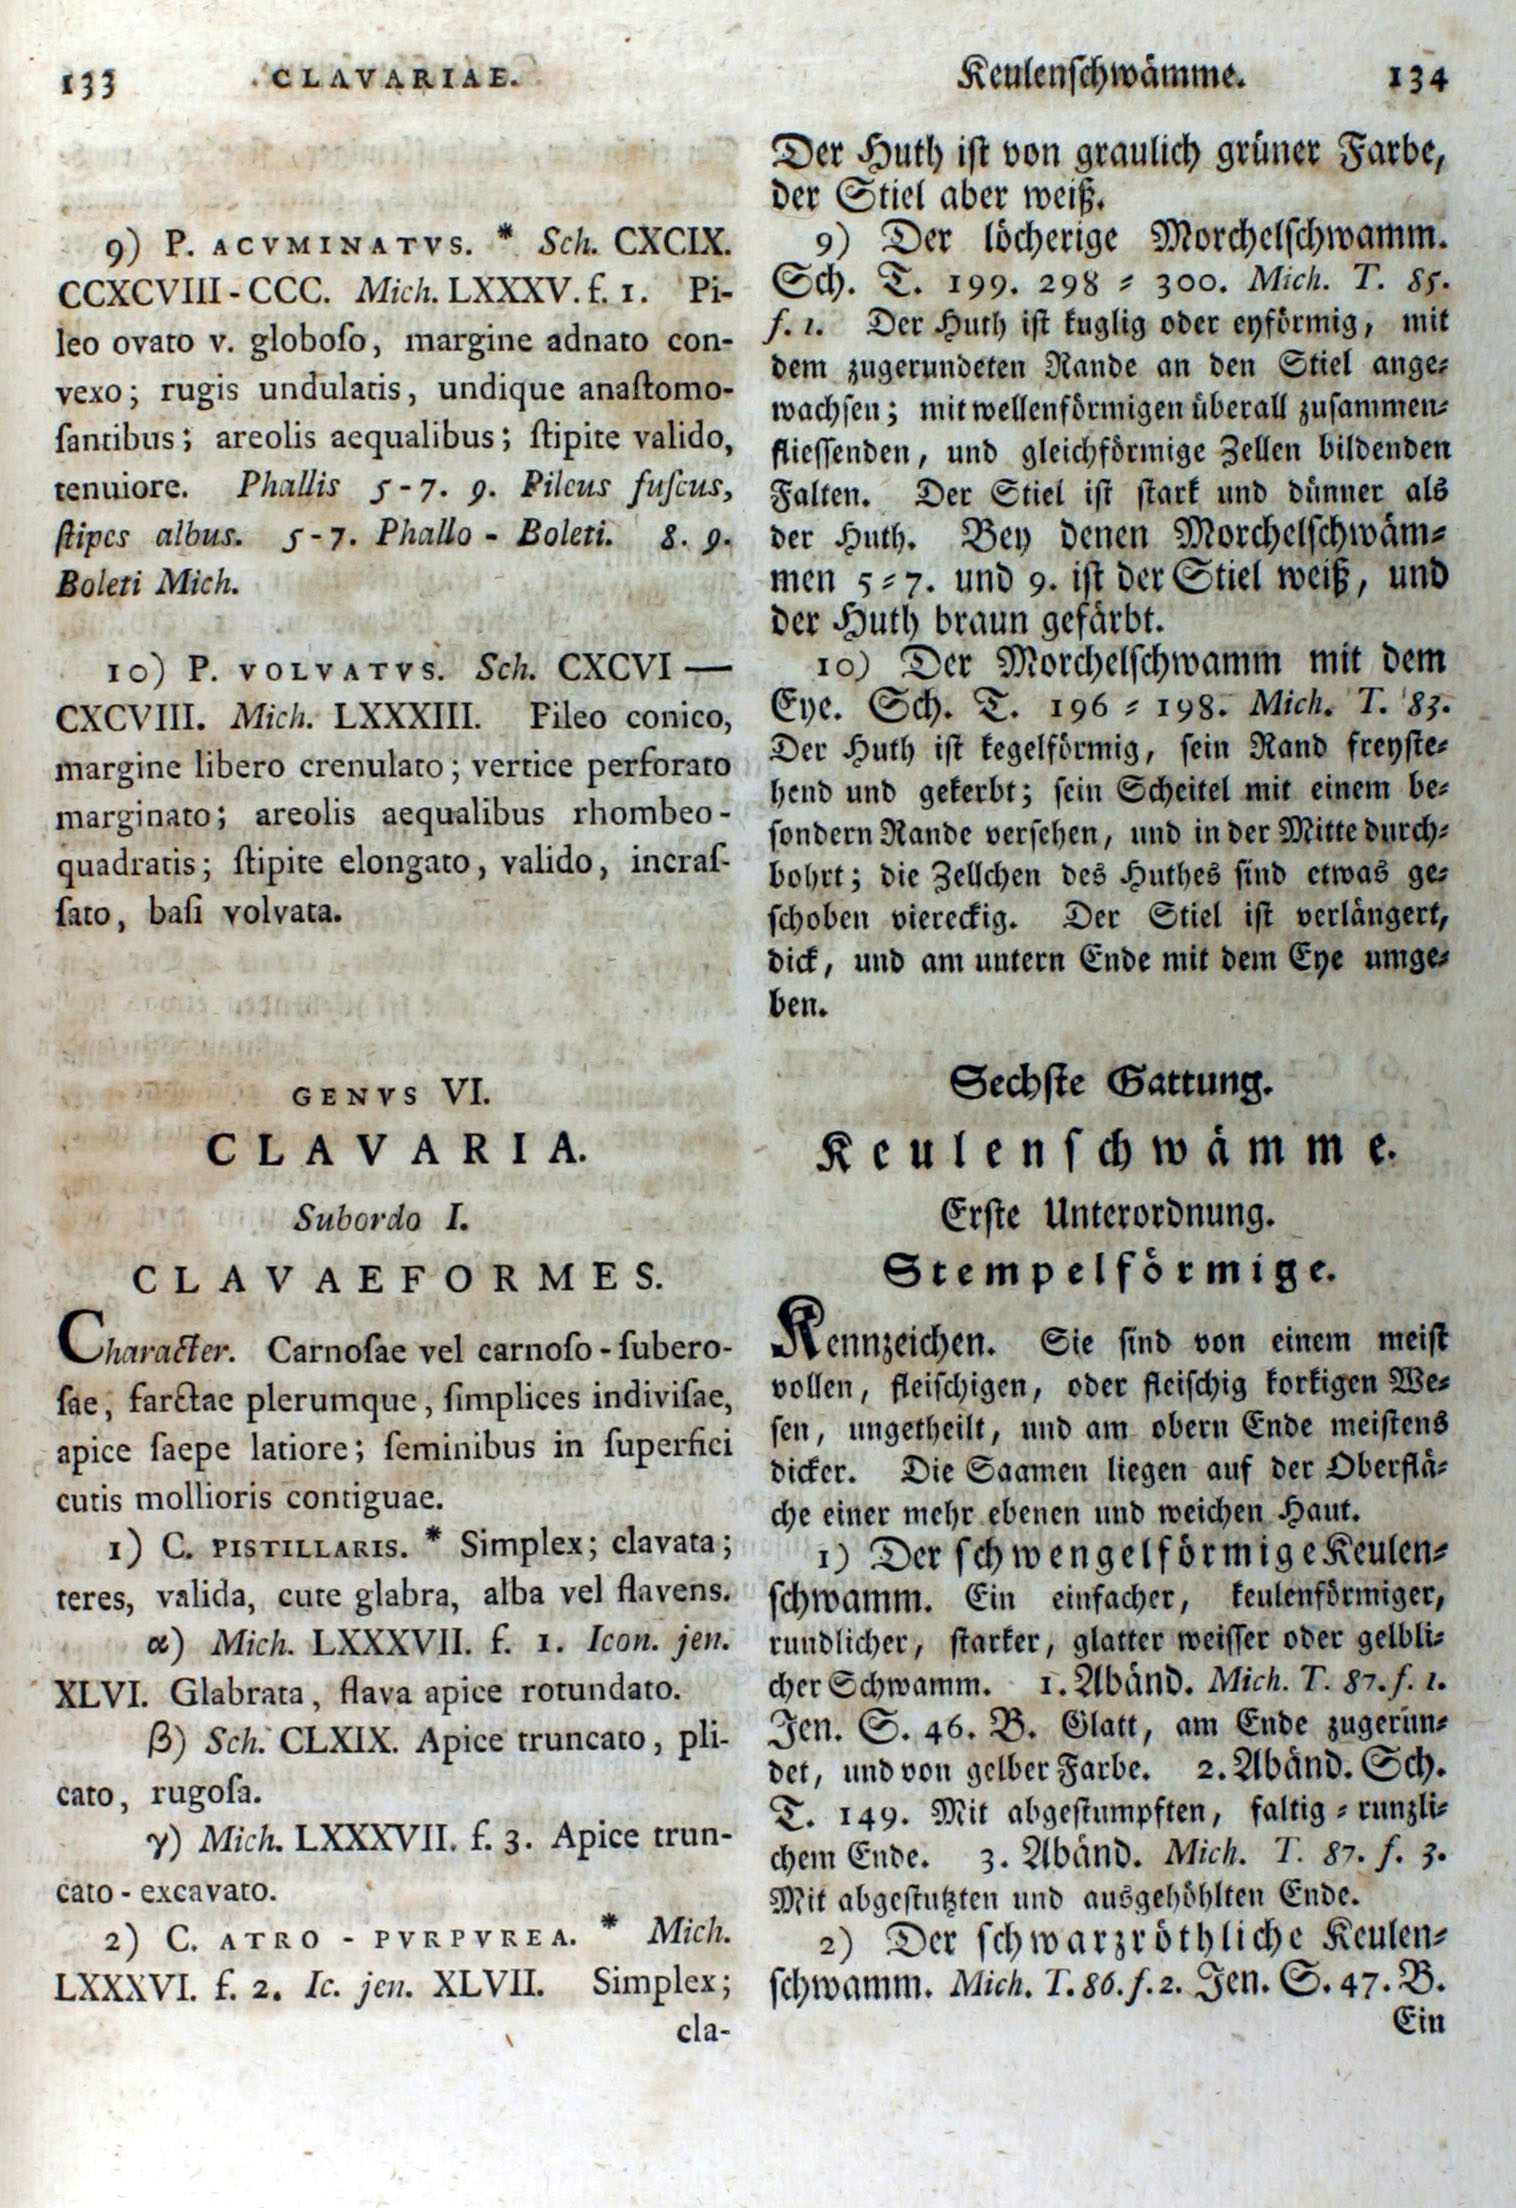 133 CLAVARIAE.
9) P. ACVMINATVS. * Sch. CXCIX.
CCXCVIII-CCC. Mich. LXXXV. f. 1. Pi-
leo ovato v. globoſo, margine adnato con-
vexo; rugis undulatis, undique anaſtomo-
ſantibus; areolis aequalibus; ſtipite valido,
tenuiore. Phallis 5-7. 9. Pileus fuſcus,
ſtipes albus. 5-7. Phallo-Boleti. 8. 9.
Boleti Mich.
10) P. VOLVATVS. Sch. CXCVI —
CXCVIII. Mich. LXXXIII. Pileo conico,
margine libero crenulato; vertice perforato
marginato; areolis aequalibus rhombeo-
quadratis; ſtipite elongato, valido, incraſ-
ſato, baſi volvata.
GENVS VI.
CLAVARIA.
Subordo I.
CLAVAEFORMES.
Character. Carnoſae vel carnoſo-ſubero-
ſae, farctae plerumque, ſimplices indiviſae,
apice ſaepe latiore; ſeminibus in ſuperfici
cutis mollioris contiguae.
1) C. PISTILLARIS. * Simplex; clavata;
teres, valida, cute glabra, alba vel flavens.
α) Mich. LXXXVII. f. 1. Icon. jen.
XLVI. Glabrata, flava apice rotundato.
β) Sch. CLXIX. Apice truncato, pli-
cato, rugoſa.
γ) Mich. LXXXVII. f. 3. Apice trun-
cato-excavato.
2) C. ATRO-PVRPVREA. * Mich.
LXXXVI. f. 2. Ic. jen. XLVII. Simplex;
cla-
Keulenſchwämme. 134
Der Huth iſt von graulich grüner Farbe,
der Stiel aber weiß.
9) Der löcherige Morchelſchwamm.
Sch. T. 199. 298 ⸗ 300. Mich. T. 85.
f. 1. Der Huth iſt kuglig oder eyförmig, mit
dem zugerundeten Rande an den Stiel ange⸗
wachſen; mit wellenförmigen überall zuſammen⸗
flieſſenden, und gleichförmige Zellen bildenden
Falten. Der Stiel iſt ſtark und dünner als
der Huth. Bey denen Morchelſchwäm⸗
men 5⸗7. und 9. iſt der Stiel weiß, und
der Huth braun gefärbt.
10) Der Morchelſchwamm mit dem
Eye. Sch. T. 196 ⸗ 198. Mich. T. 83.
Der Huth iſt kegelförmig, ſein Rand freyſte⸗
hend und gekerbt; ſein Scheitel mit einem be⸗
ſondern Rande verſehen, und in der Mitte durch⸗
bohrt; die Zellchen des Huthes ſind etwas ge⸗
ſchoben viereckig. Der Stiel iſt verlängert,
dick, und am untern Ende mit dem Eye umge⸗
ben.
Sechſte Gattung.
Keulenſchwämme.
Erſte Unterordnung.
Stempelförmige.
Kennzeichen. Sie ſind von einem meiſt
vollen, fleiſchigen, oder fleiſchig korkigen We⸗
ſen, ungetheilt, und am obern Ende meiſtens
dicker. Die Saamen liegen auf der Oberflä⸗
che einer mehr ebenen und weichen Haut.
1) Der ſchwengelförmige Keulen⸗
ſchwamm. Ein einfacher, keulenförmiger,
rundlicher, ſtarker, glatter weiſſer oder gelbli⸗
cher Schwamm. 1. Abänd. Mich. T. 87. f. 1.
Jen. S. 46. B. Glatt, am Ende zugerün⸗
det, und von gelber Farbe. 2. Abänd. Sch.
T. 149. Mit abgeſtumpften, faltig ⸗ runzli⸗
chem Ende. 3. Abänd. Mich. T. 87. f. 3.
Mit abgeſtutzten und ausgehöhlten Ende.
2) Der ſchwarzröthliche Keulen⸗
ſchwamm. Mich. T. 86. f. 2. Jen. S. 47. B.
Ein